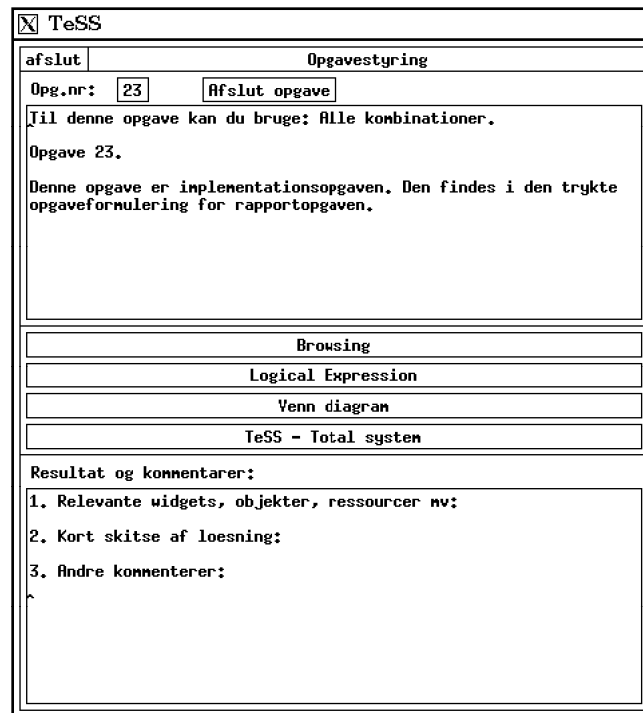 TeSS
afslut Opgavestyring
Opg.nr: 23 Afslut opgave
Til denne opgave kan du bruge: Alle kombinationer.
Opgave 23.
Denne opgave er implementationsopgaven. Den findes i den trykte
opgaveformulering for rapportopgaven.
Browsing
Logical Expression
Venn diagram
TeSS - Total system
Resultat og kommentarer:
1. Relevante widgets, objekter, ressourcer mv:
2. Kort skitse af loesning:
3. Andre kommenterer: